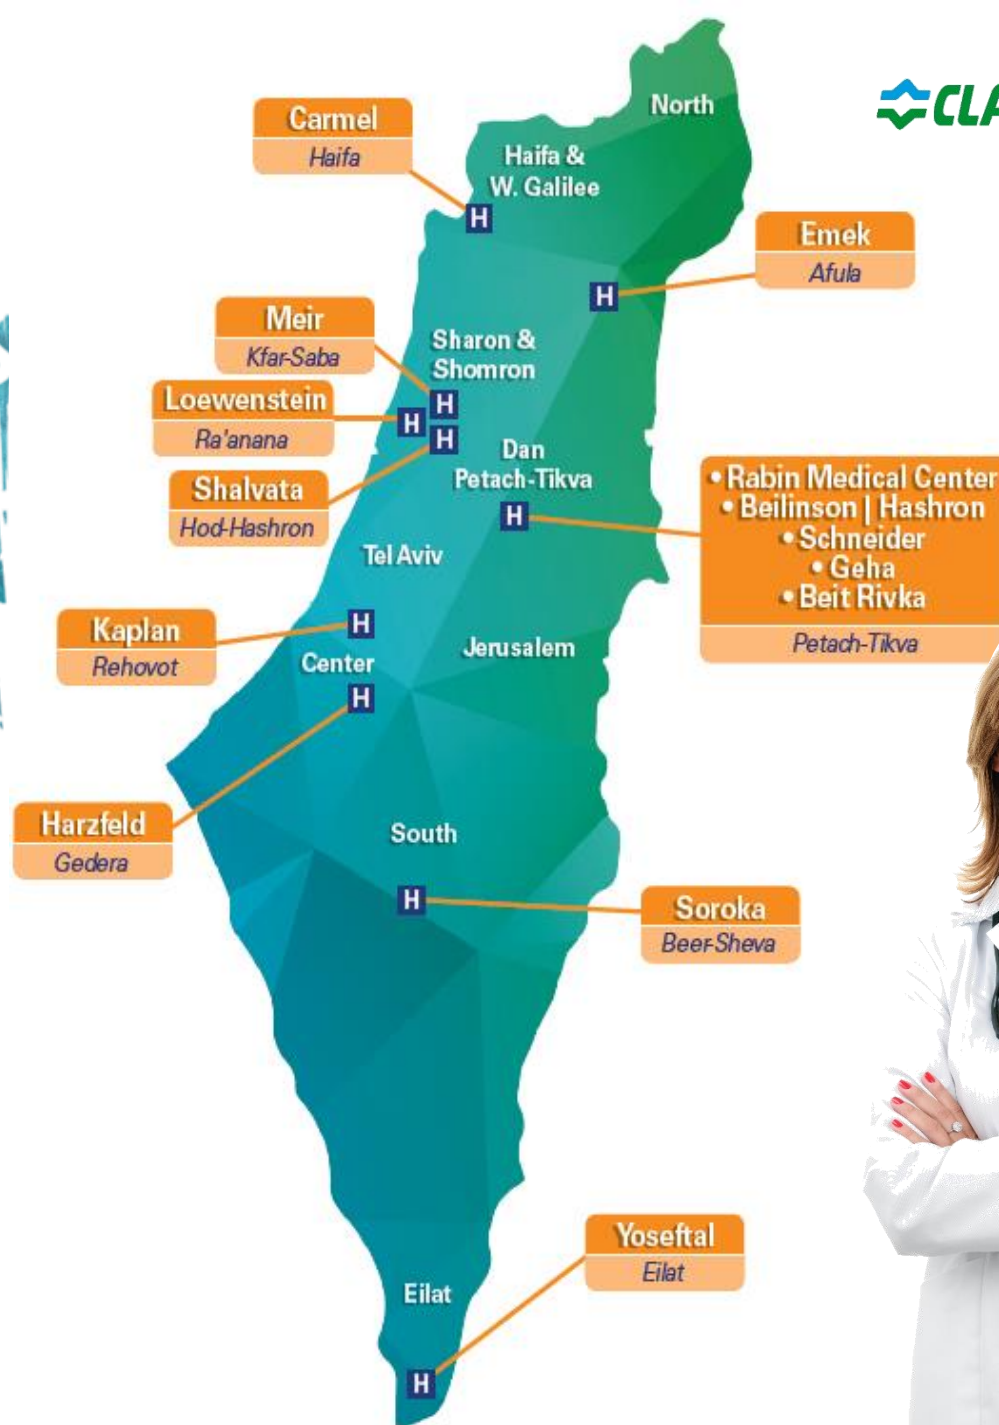 North
CLA
Carmel
Haifa
Haifa &
W. Galilee
H
Emek
Afula
H
Meir
Kfar-Saba
Sharon &
Shomron
Loewenstein
Ra'anana
H
H
H
Shalvata
Hod-Hashron
Dan
Petach-Tikva
H
• Rabin Medical Center
• Beilinson | Hashron
• Schneider
• Geha
• Beit Rivka
Petach-Tikva
Tel Aviv
Kaplan
Rehovot
H
Center
Jerusalem
H
Harzfeld
Gedera
South
H
Soroka
Beer-Sheva
Yoseftal
Eilat
Eilat
H